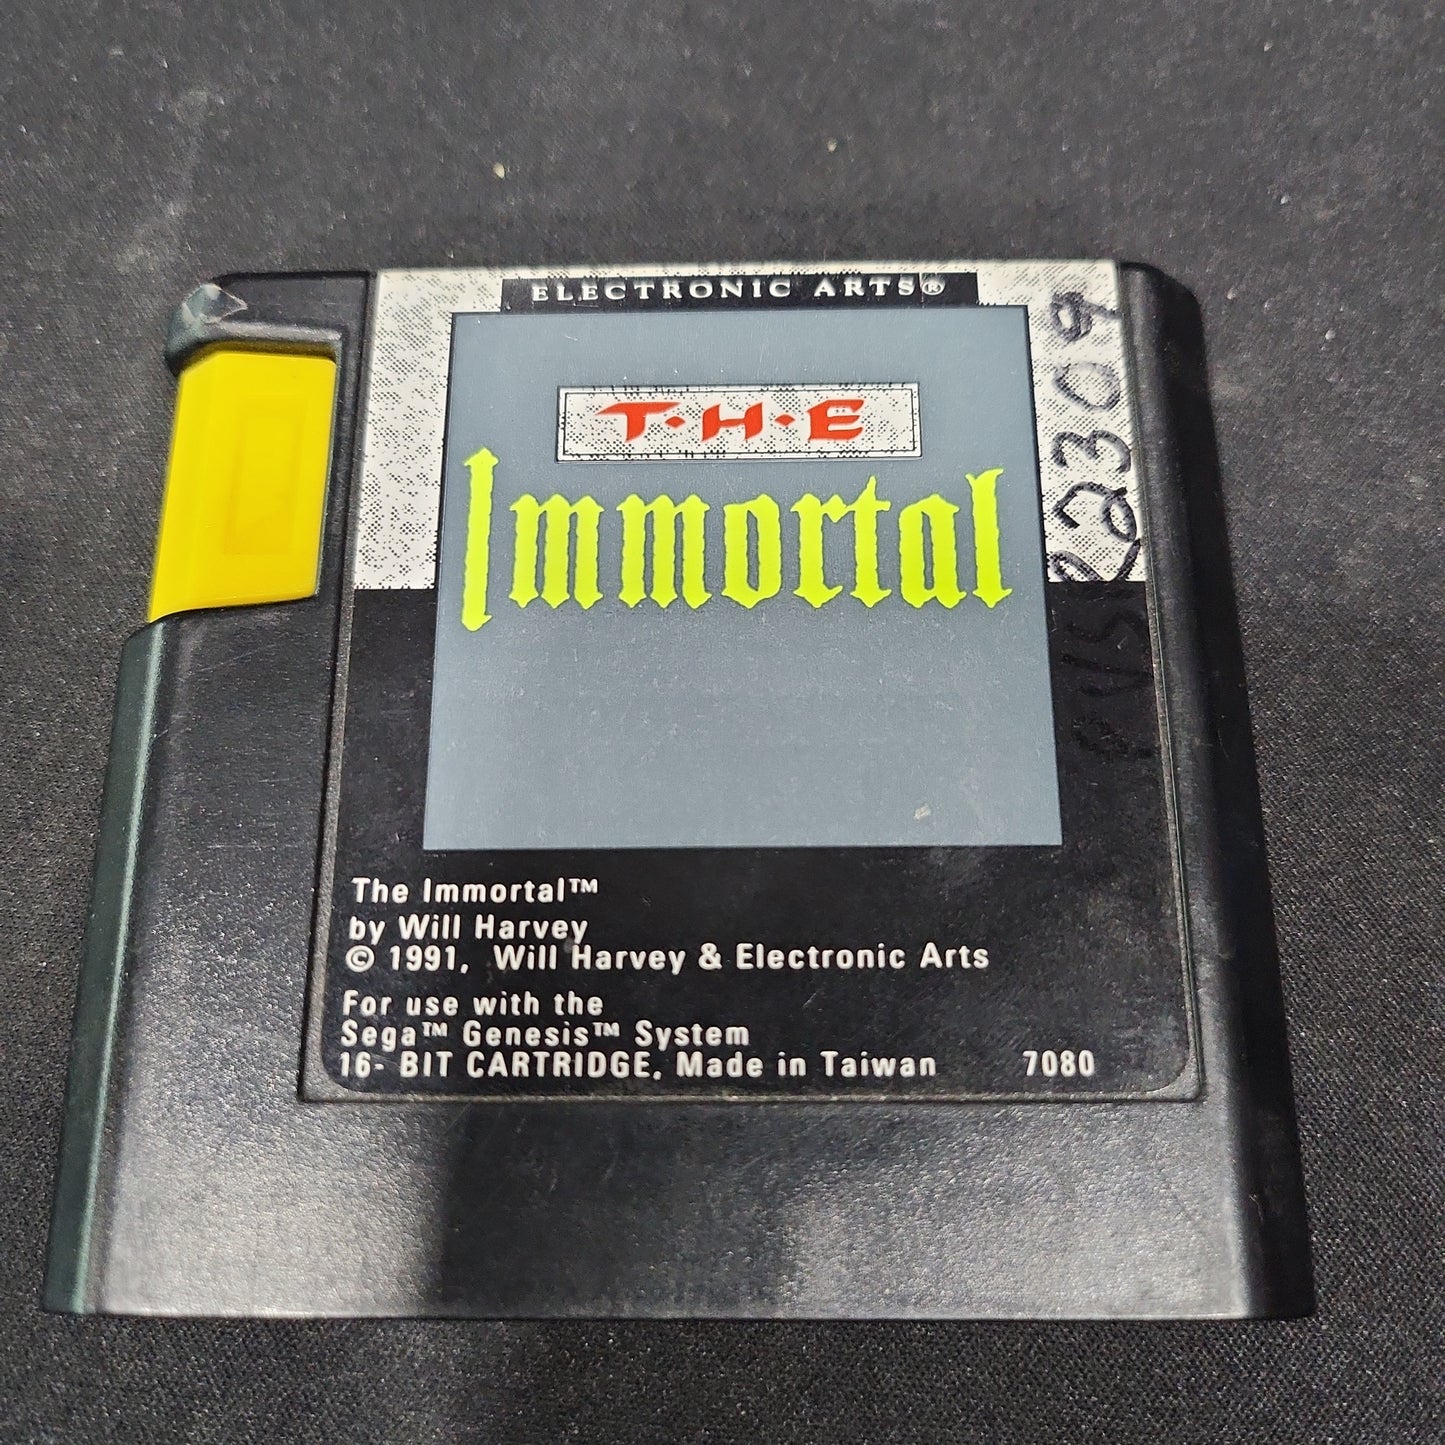 ELECTRONIC ARTS®
T·H·E
Immortal
22309
The Immortal™
by Will Harvey
© 1991, Will Harvey & Electronic Arts
For use with the
Sega™ Genesis™ System
16- BIT CARTRIDGE, Made in Taiwan 7080